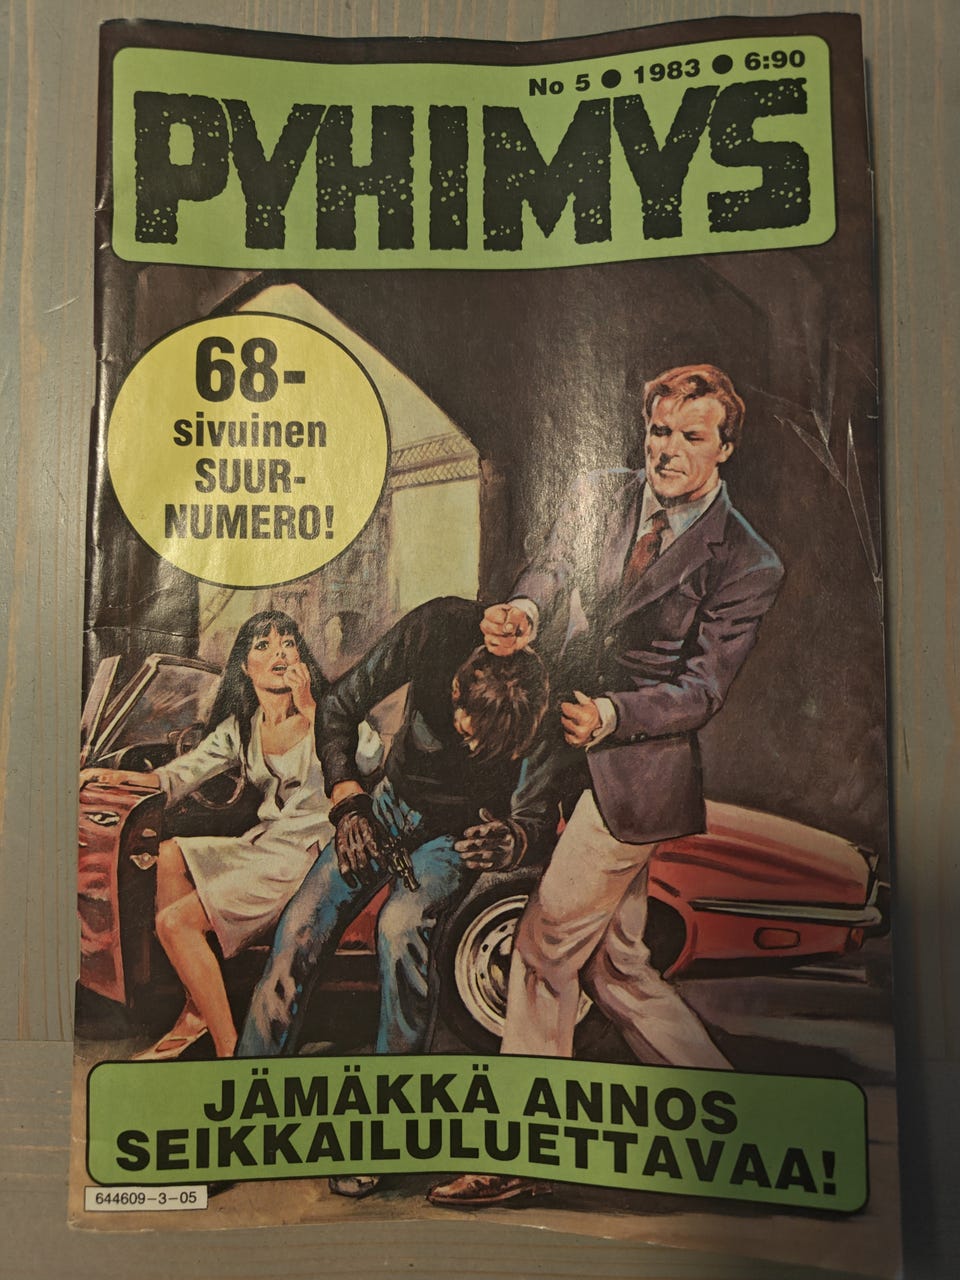 No 5 ● 1983 ● 6:90
PYHIMYS
68-
sivuinen
SUUR-
NUMERO!
JÄMÄKKÄ ANNOS
SEIKKAILULUETTAVAA!
644609-3-05